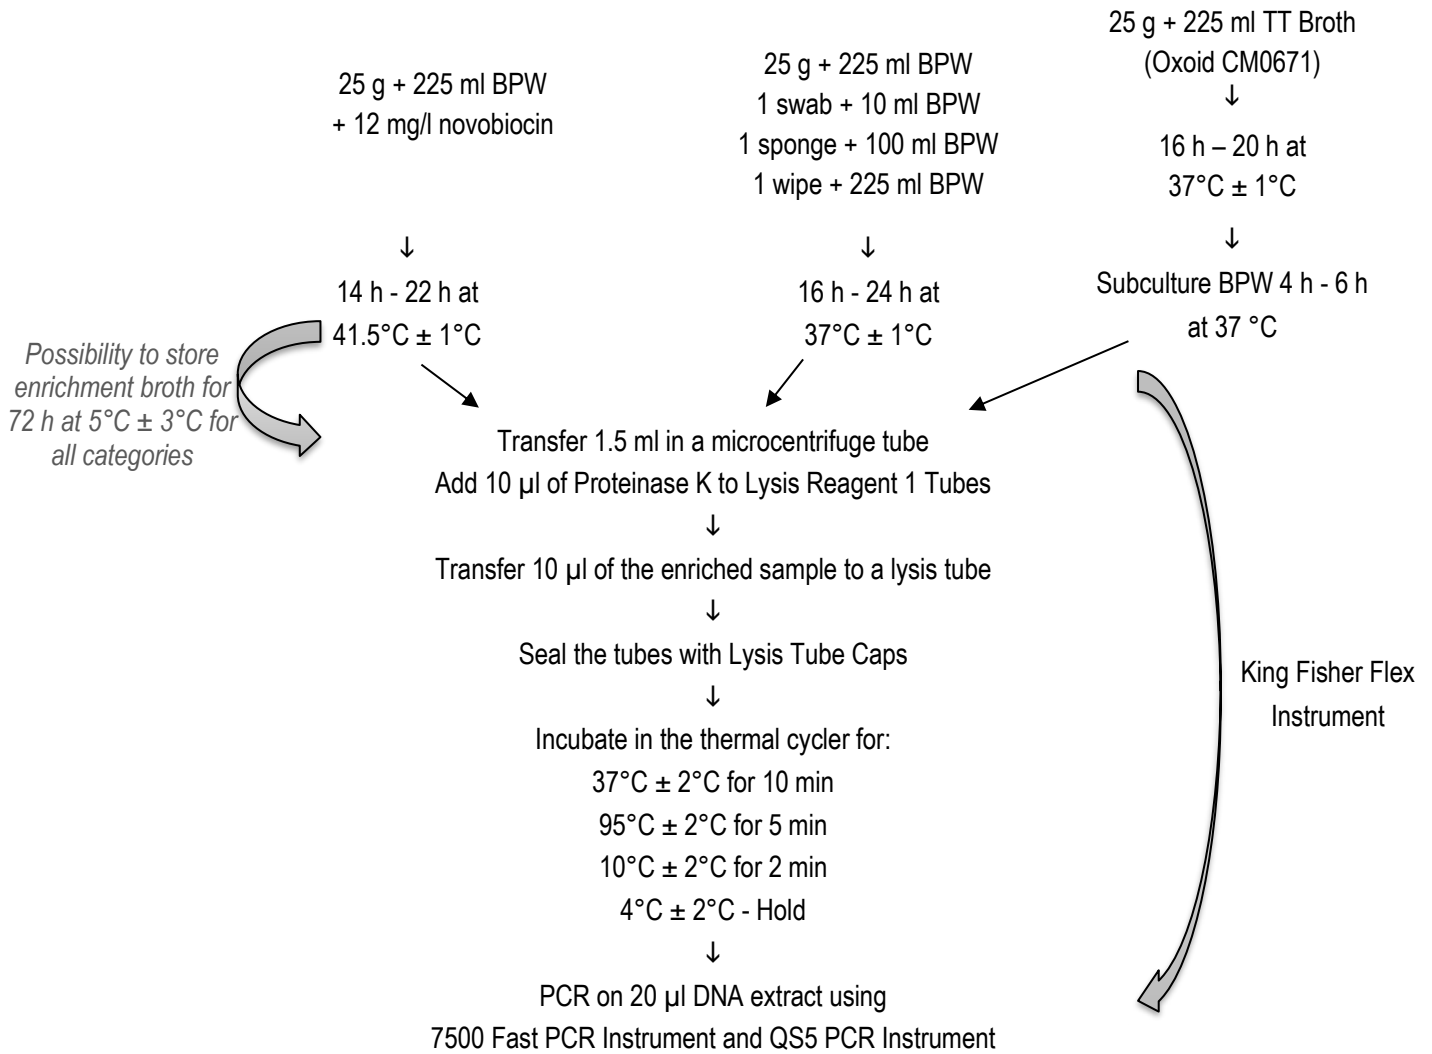 25 g + 225 ml BPW
+ 12 mg/l novobiocin
↓
14 h - 22 h at
41.5°C ± 1°C
25 g + 225 ml BPW
1 swab + 10 ml BPW
1 sponge + 100 ml BPW
1 wipe + 225 ml BPW
↓
16 h - 24 h at
37°C ± 1°C
25 g + 225 ml TT Broth
(Oxoid CM0671)
↓
16 h – 20 h at
37°C ± 1°C
↓
Subculture BPW 4 h - 6 h
at 37 °C
Possibility to store
enrichment broth for
72 h at 5°C ± 3°C for
all categories
Transfer 1.5 ml in a microcentrifuge tube
Add 10 µl of Proteinase K to Lysis Reagent 1 Tubes
↓
Transfer 10 µl of the enriched sample to a lysis tube
↓
Seal the tubes with Lysis Tube Caps
↓
Incubate in the thermal cycler for:
37°C ± 2°C for 10 min
95°C ± 2°C for 5 min
10°C ± 2°C for 2 min
4°C ± 2°C - Hold
↓
PCR on 20 µl DNA extract using
7500 Fast PCR Instrument and QS5 PCR Instrument
King Fisher Flex
Instrument